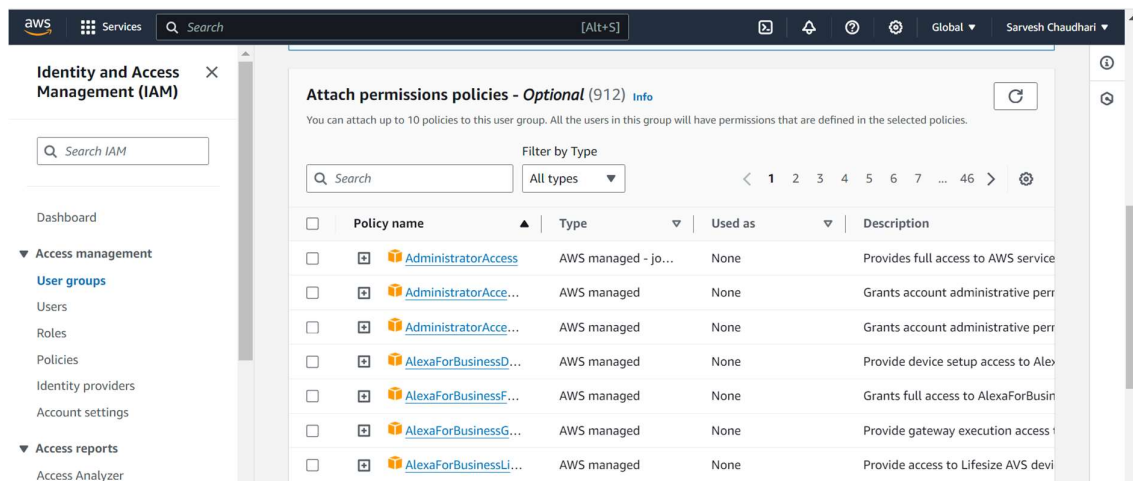 aws Services Search [Alt+S] Global Sarvesh Chaudhari
Identity and Access Management (IAM)
Search IAM
Dashboard
Access management
User groups
Users
Roles
Policies
Identity providers
Account settings
Access reports
Access Analyzer
Attach permissions policies - Optional (912) Info
You can attach up to 10 policies to this user group. All the users in this group will have permissions that are defined in the selected policies.
Filter by Type
Search All types 1 2 3 4 5 6 7 ... 46
Policy name Type Used as Description
AdministratorAccess AWS managed - jo... None Provides full access to AWS service
AdministratorAcce... AWS managed None Grants account administrative perr
AdministratorAcce... AWS managed None Grants account administrative perr
AlexaForBusinessD... AWS managed None Provide device setup access to Alex
AlexaForBusinessF... AWS managed None Grants full access to AlexaForBusin
AlexaForBusinessG... AWS managed None Provide gateway execution access t
AlexaForBusinessLi... AWS managed None Provide access to Lifesize AVS devi